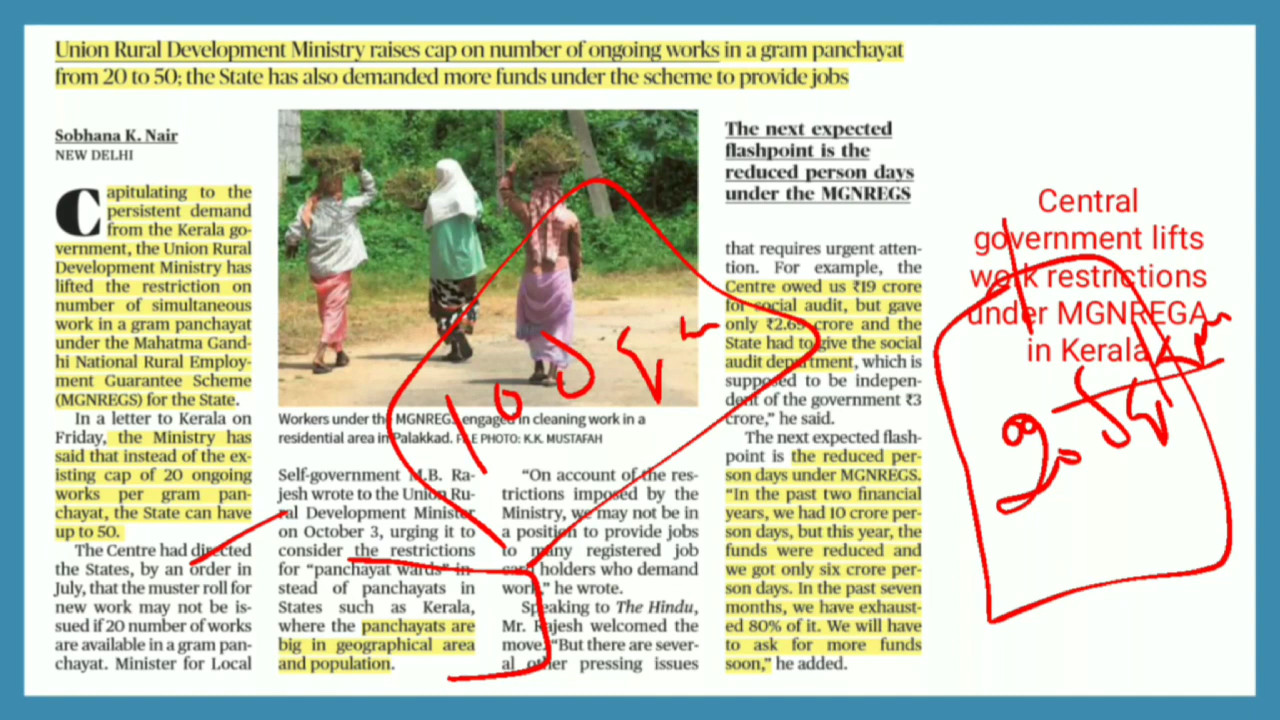 Union Rural Development Ministry raises cap on number of ongoing works in a gram panchayat
from 20 to 50; the State has also demanded more funds under the scheme to provide jobs
Sobhana K. Nair
NEW DELHI
Capitulating to the
persistent demand
from the Kerala go-
vernment, the Union Rural
Development Ministry has
lifted the restriction on
number of simultaneous
work in a gram panchayat
under the Mahatma Gand-
hi National Rural Employ-
ment Guarantee Scheme
(MGNREGS) for the State.
In a letter to Kerala on
Friday, the Ministry has
said that instead of the ex-
isting cap of 20 ongoing
works per gram pan-
chayat, the State can have
up to 50.
The Centre had directed
the States, by an order in
July, that the muster roll for
new work may not be is-
sued if 20 number of works
are available in a gram pan-
chayat. Minister for Local
Workers under the MGNREGS engaged in cleaning work in a
residential area in Palakkad. FILE PHOTO: K.K. MUSTAFAH
Self-government M.B. Ra-
jesh wrote to the Union Ru-
ral Development Minister
on October 3, urging it to
consider the restrictions
for “panchayat wards” in-
stead of panchayats in
States such as Kerala,
where the panchayats are
big in geographical area
and population.
“On account of the res-
trictions imposed by the
Ministry, we may not be in
a position to provide jobs
to many registered job
card holders who demand
work,” he wrote.
Speaking to The Hindu,
Mr. Rajesh welcomed the
move. “But there are sever-
al other pressing issues
The next expected
flashpoint is the
reduced person days
under the MGNREGS
that requires urgent atten-
tion. For example, the
Centre owed us ₹19 crore
for social audit, but gave
only ₹2.65 crore and the
State had to give the social
audit department, which is
supposed to be indepen-
dent of the government ₹3
crore,” he said.
The next expected flash-
point is the reduced per-
son days under MGNREGS.
“In the past two financial
years, we had 10 crore per-
son days, but this year, the
funds were reduced and
we got only six crore per-
son days. In the past seven
months, we have exhaust-
ed 80% of it. We will have
to ask for more funds
soon,” he added.
Central
government lifts
work restrictions
under MGNREGA
in Kerala